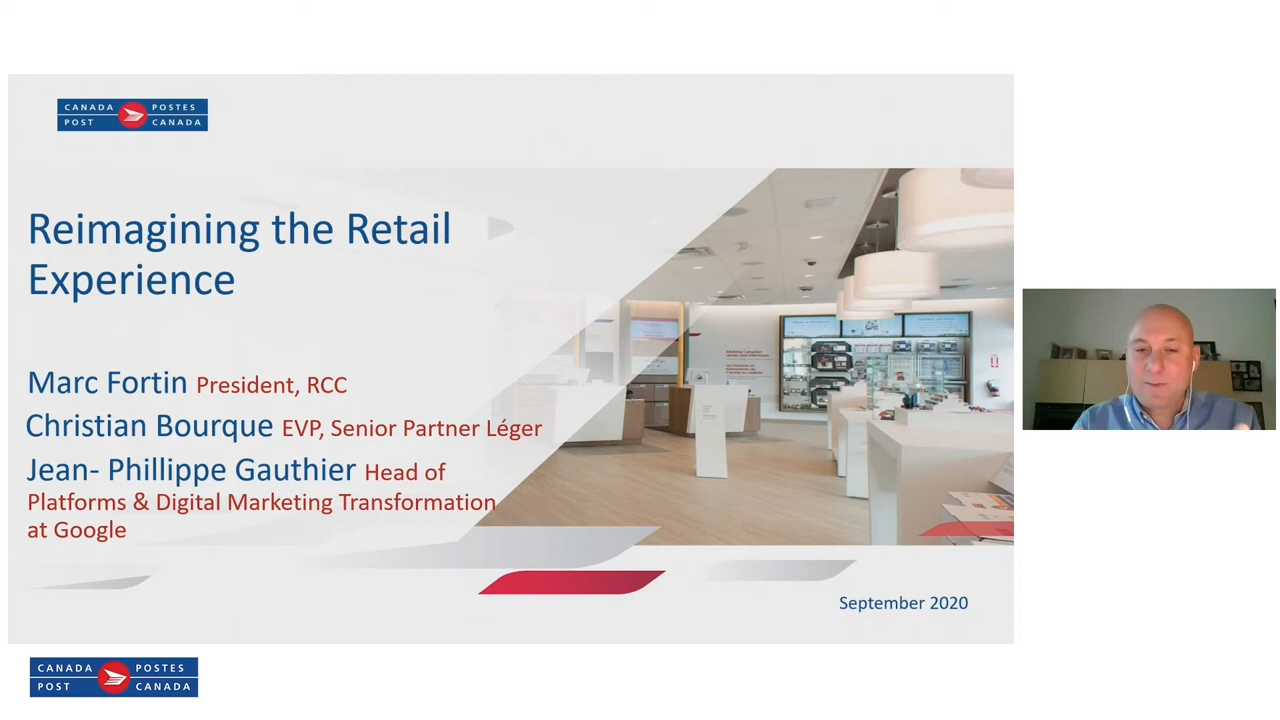 CANADA POSTES
POST CANADA
Reimagining the Retail
Experience
Marc Fortin President, RCC
Christian Bourque EVP, Senior Partner Léger
Jean- Phillippe Gauthier Head of
Platforms & Digital Marketing Transformation
at Google
September 2020
CANADA POSTES
POST CANADA